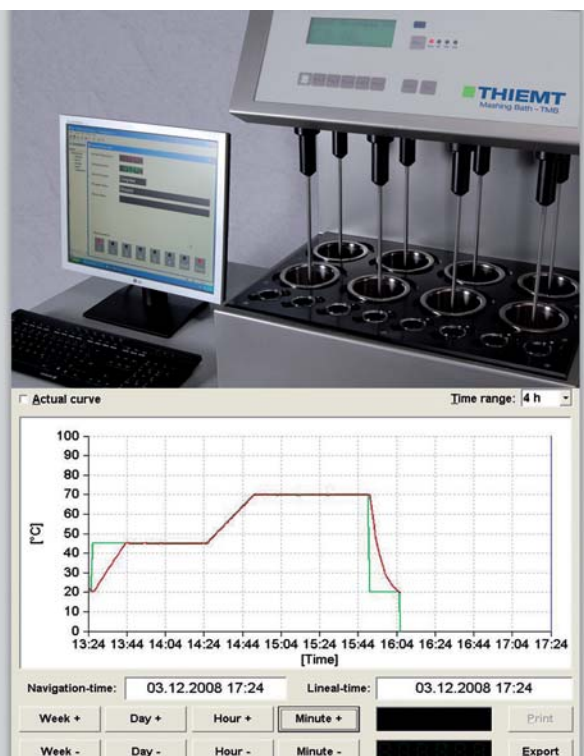 THIEMT
Mashing Bath - TMB
Actual curve
Time range: 4 h
100
90
80
70
60
50
40
30
20
10
0
[°C]
13:24 13:44 14:04 14:24 14:44 15:04 15:24 15:44 16:04 16:24 16:44 17:04 17:24
[Time]
Navigation-time: 03.12.2008 17:24 Lineal-time: 03.12.2008 17:24
Week + Day + Hour + Minute + Print
Week - Day - Hour - Minute - Export